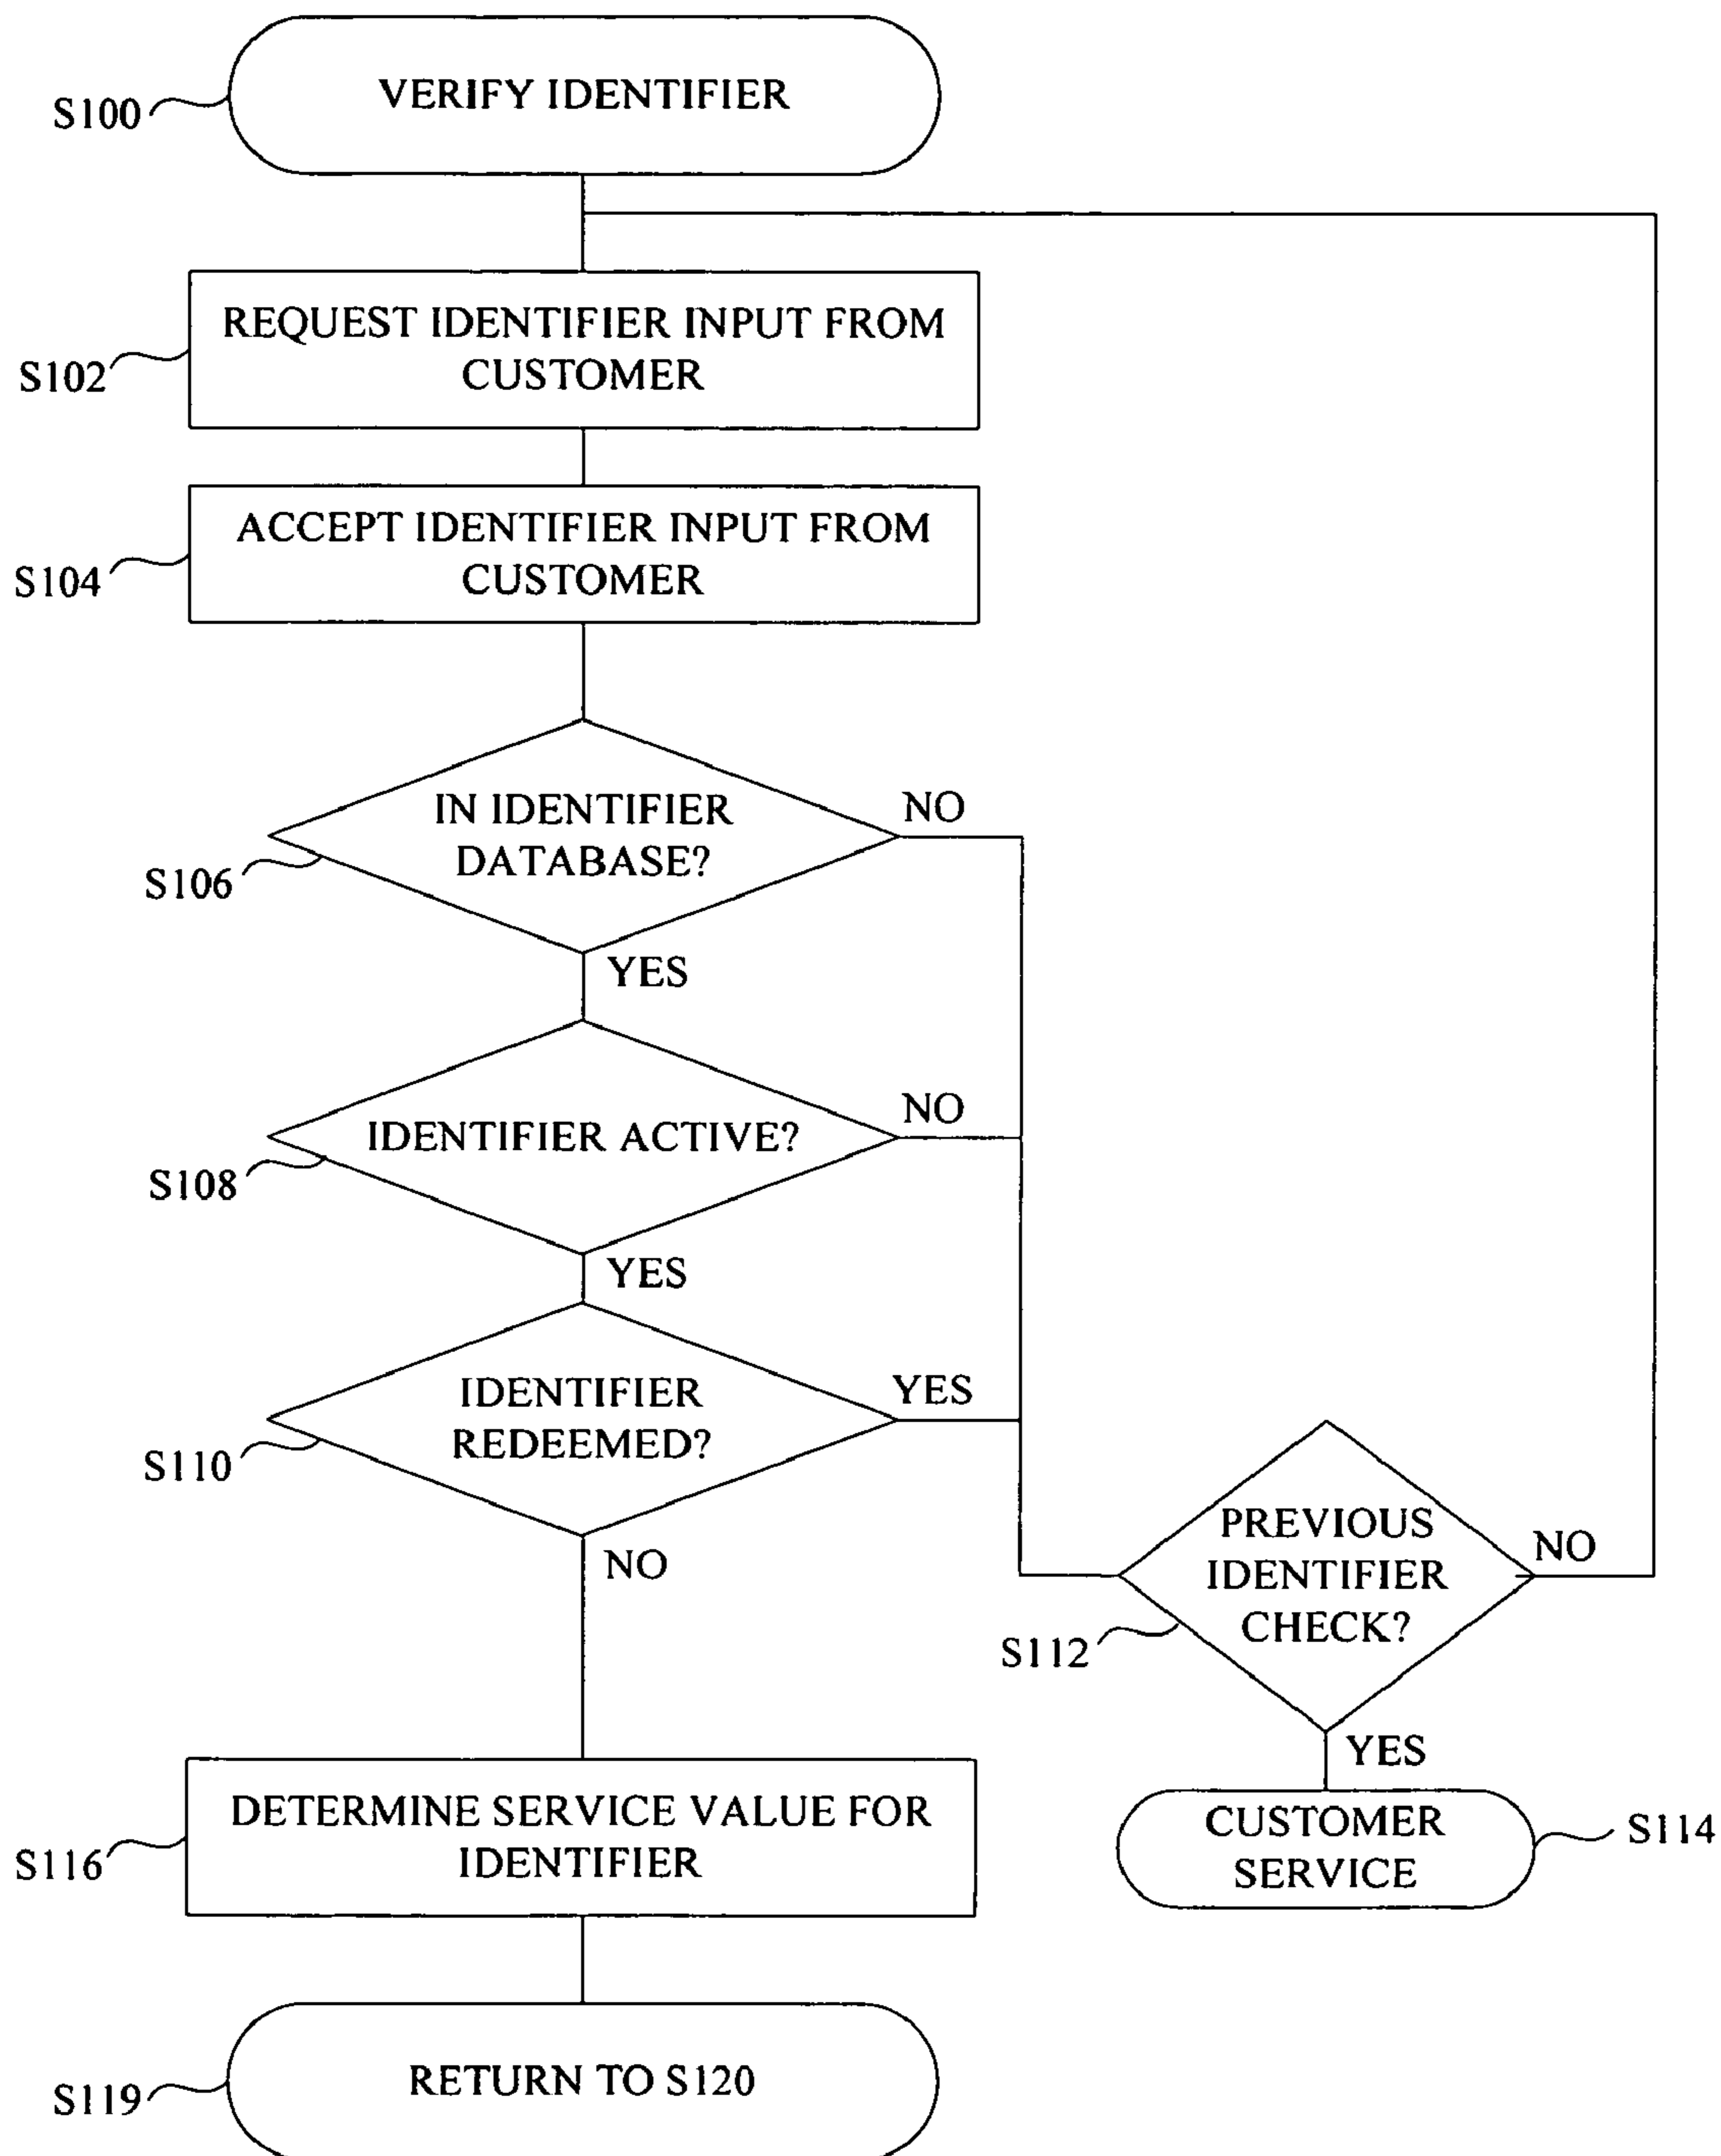 VERIFY IDENTIFIER
S100
REQUEST IDENTIFIER INPUT FROM
CUSTOMER
S102
ACCEPT IDENTIFIER INPUT FROM
CUSTOMER
S104
IN IDENTIFIER
DATABASE?
NO
S106
YES
IDENTIFIER ACTIVE?
NO
S108
YES
IDENTIFIER
REDEEMED?
YES
S110
NO
PREVIOUS
IDENTIFIER
CHECK?
NO
S112
YES
CUSTOMER
SERVICE
S114
DETERMINE SERVICE VALUE FOR
IDENTIFIER
S116
RETURN TO S120
S119